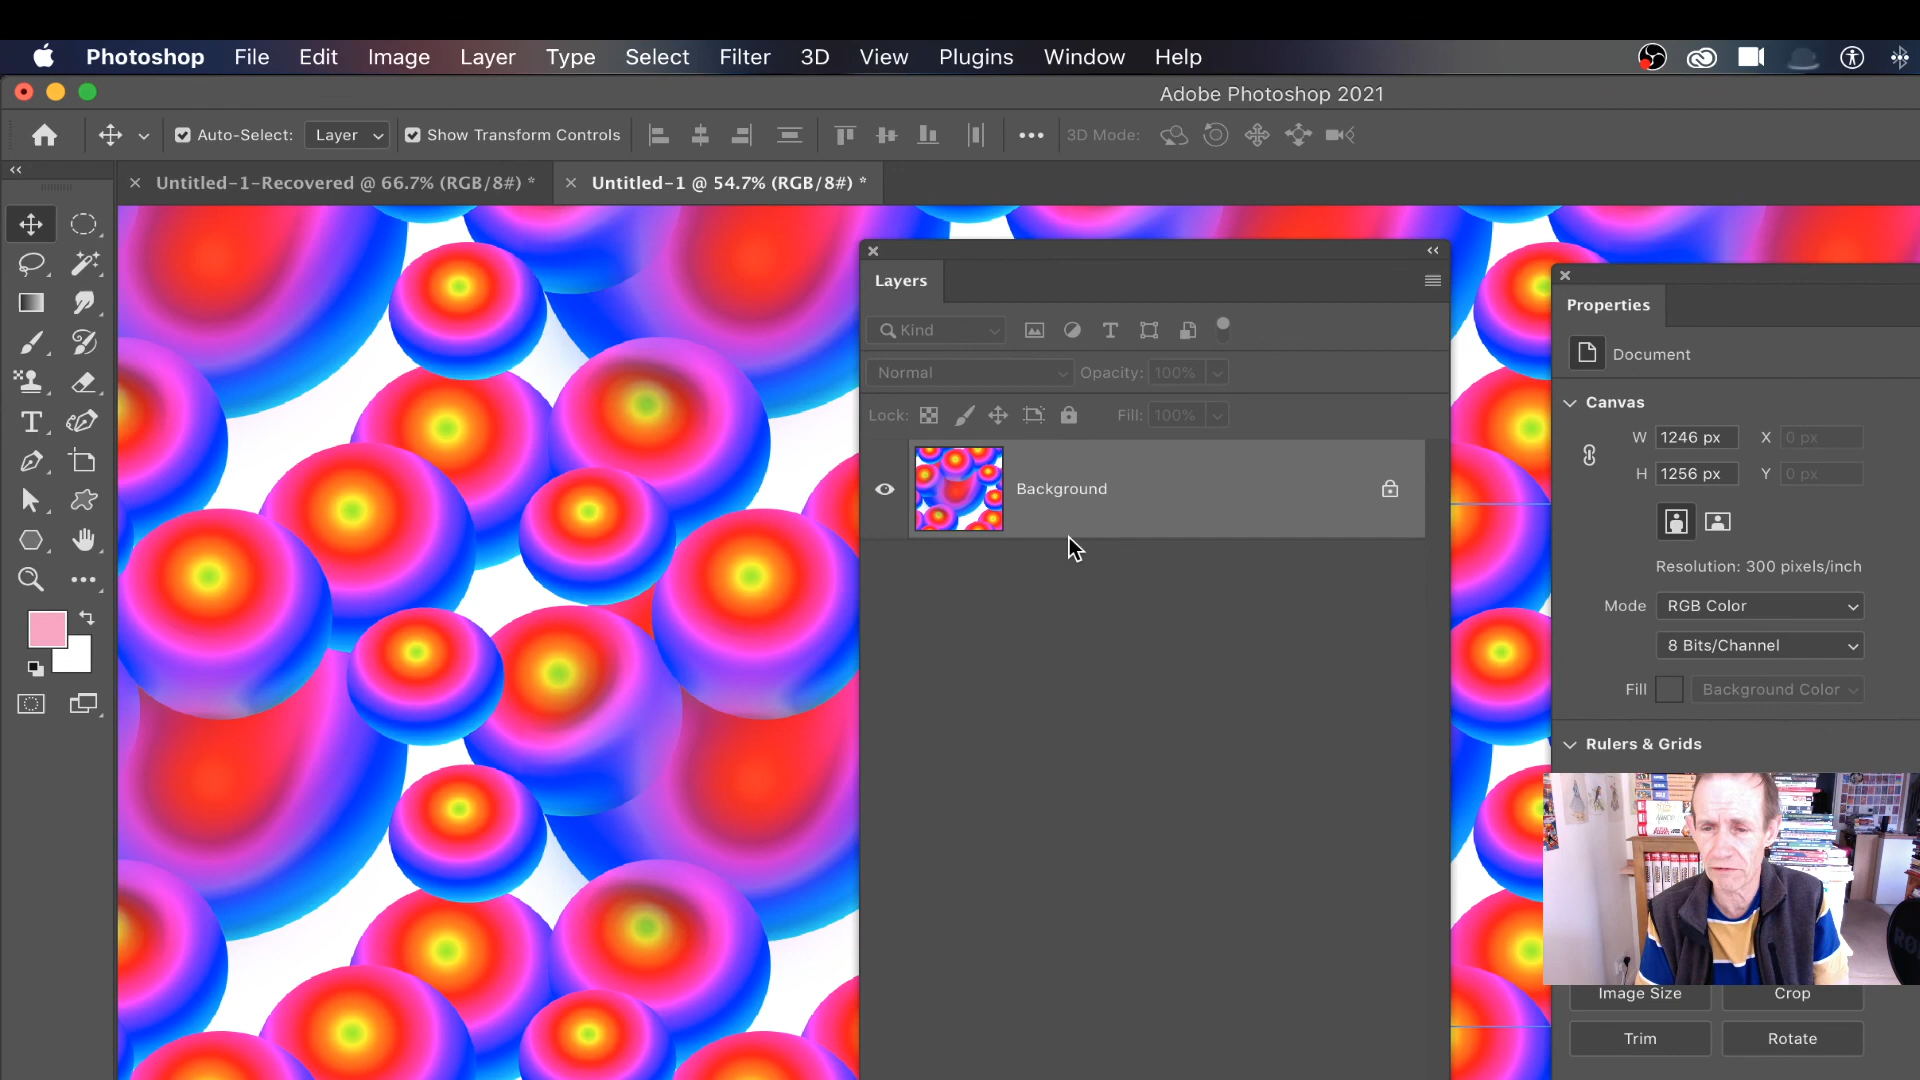 Photoshop File Edit Image Layer Type Select Filter 3D View Plugins Window Help
Adobe Photoshop 2021
Auto-Select: Layer Show Transform Controls 3D Mode:
Untitled-1-Recovered @ 66.7% (RGB/8#) * Untitled-1 @ 54.7% (RGB/8#) *
Layers
Kind
Normal Opacity: 100%
Lock: Fill: 100%
Background
Properties
Document
Canvas
W 1246 px X 0 px
H 1256 px Y 0 px
Resolution: 300 pixels/inch
Mode RGB Color
8 Bits/Channel
Fill Background Color
Rulers & Grids
Image Size Crop
Trim Rotate